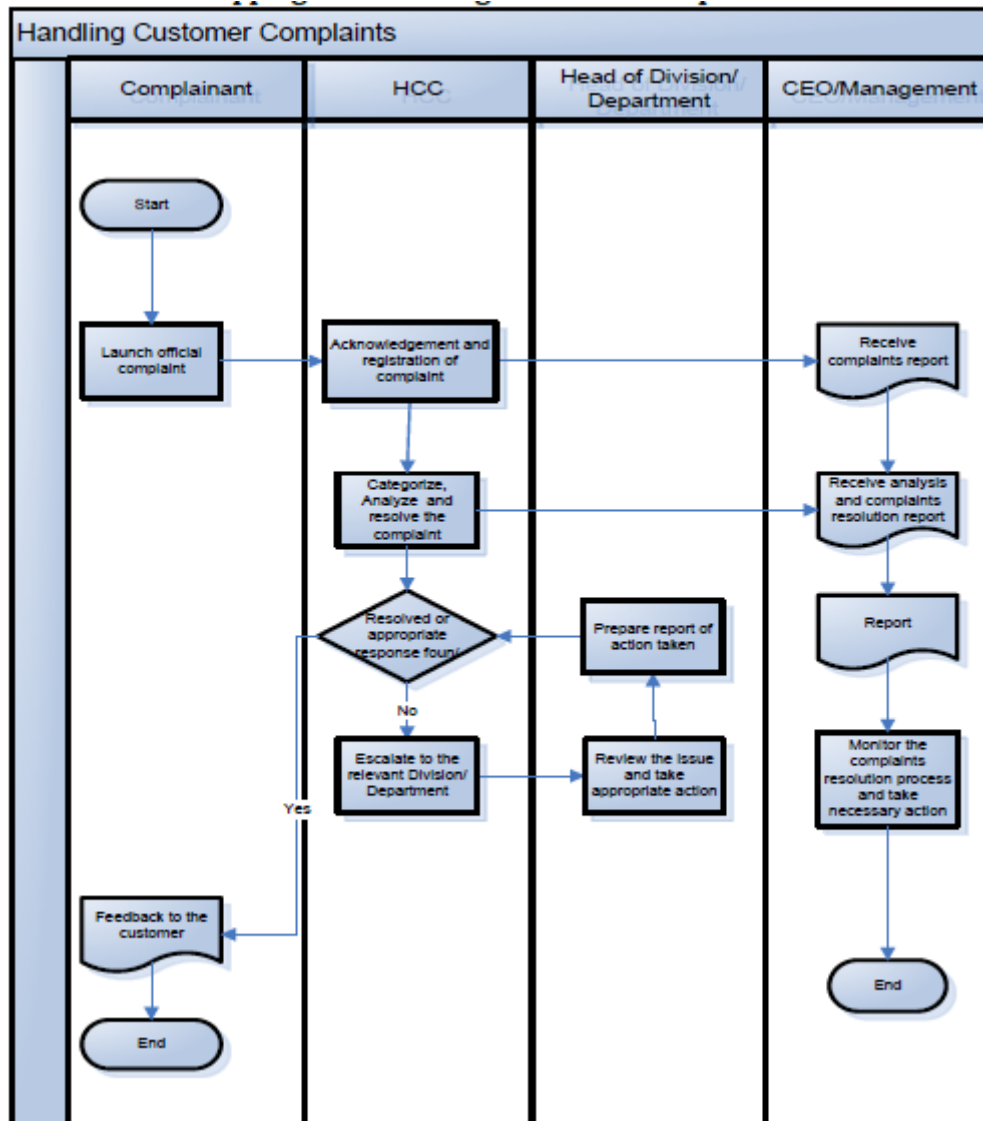 Handling Customer Complaints
Complainant
HCC
Head of Division/
Department
CEO/Management
Start
Launch official
complaint
Acknowledgement and
registration of
complaint
Receive
complaints report
Categorize,
Analyze and
resolve the
complaint
Receive analysis
and complaints
resolution report
Resolved or
appropriate
response foun/
Prepare report of
action taken
Report
No
Escalate to the
relevant Division/
Department
Review the issue
and take
appropriate action
Monitor the
complaints
resolution process
and take
necessary action
Yes
Feedback to the
customer
End
End